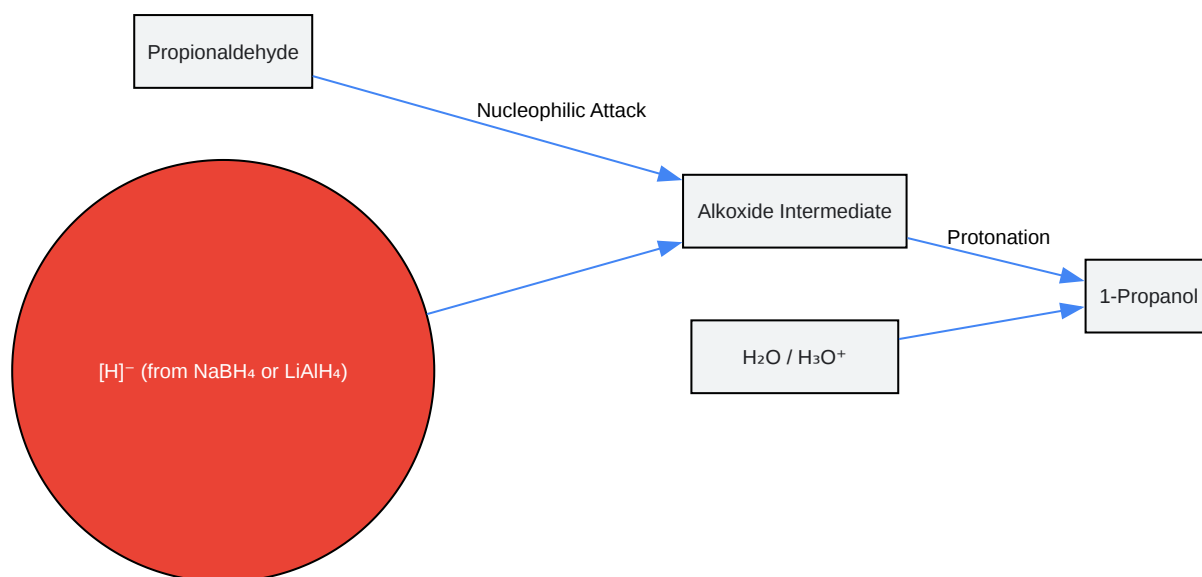 Propionaldehyde
Nucleophilic Attack
Alkoxide Intermediate
Protonation
1-Propanol
H₂O / H₃O⁺
[H]⁻ (from NaBH₄ or LiAlH₄)